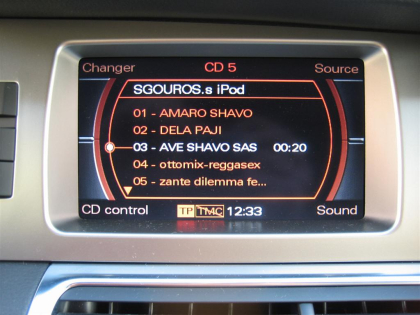 Changer CD 5 Source
SGOUROS.s iPod
01 - AMARO SHAVO
02 - DELA PAJI
03 - AVE SHAVO SAS 00:20
04 - ottomix-reggasex
05 - zante dilemma fe...
CD control TP TMC 12:33 Sound